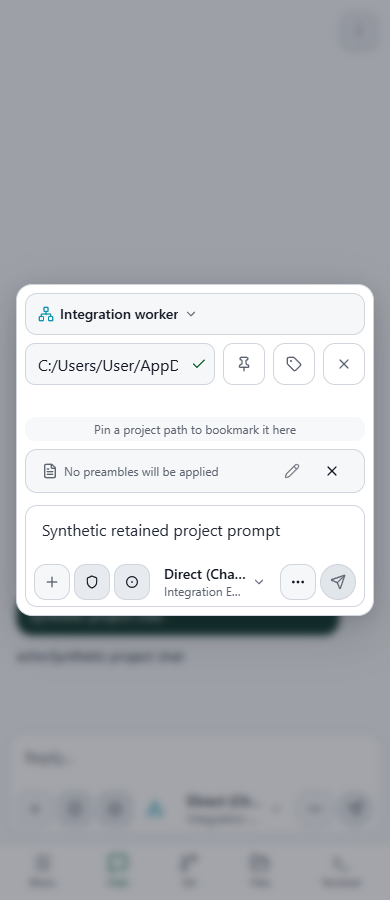 Integration worker
C:/Users/User/AppD
Pin a project path to bookmark it here
No preambles will be applied
Synthetic retained project prompt
Direct (Cha...
Integration E...
Reply...